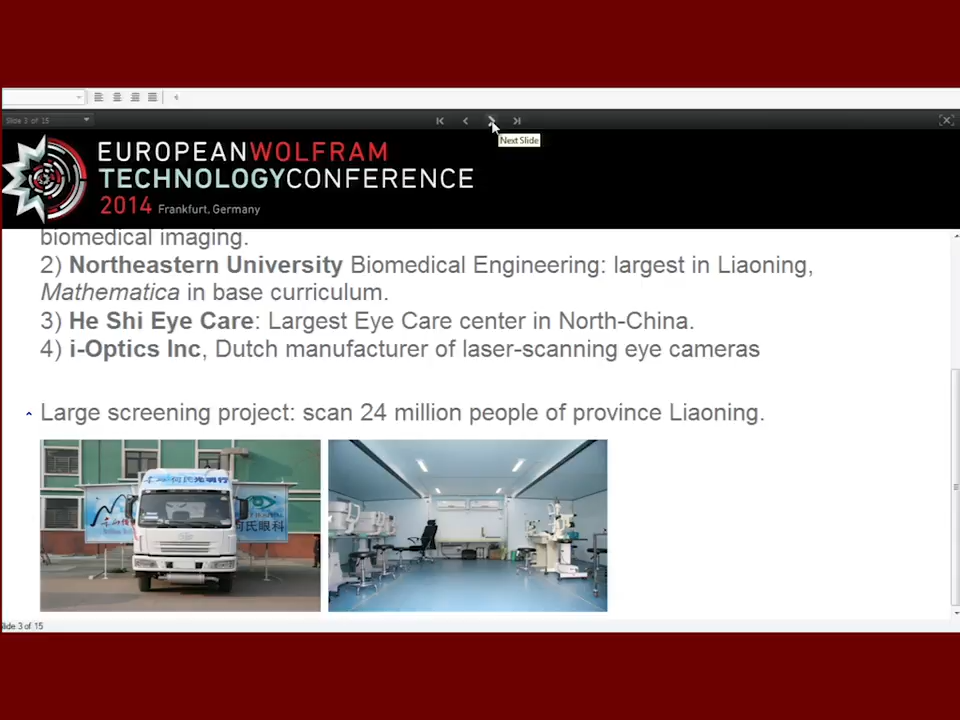 Slide 3 of 15
Next Slide
EUROPEANWOLFRAM
TECHNOLOGYCONFERENCE
2014 Frankfurt, Germany
biomedical imaging.
2) Northeastern University Biomedical Engineering: largest in Liaoning,
Mathematica in base curriculum.
3) He Shi Eye Care: Largest Eye Care center in North-China.
4) i-Optics Inc, Dutch manufacturer of laser-scanning eye cameras
Large screening project: scan 24 million people of province Liaoning.
何氏眼科
Slide 3 of 15